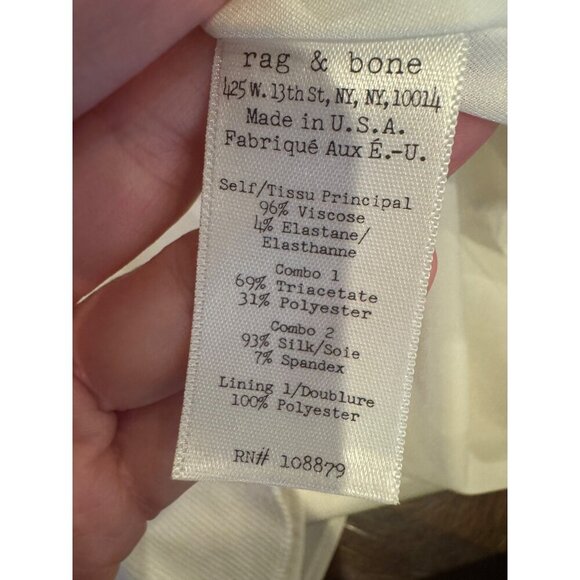 rag & bone
425 W. 13th St, NY, NY, 10014
Made in U.S.A.
Fabriqué Aux É.-U.
Self/Tissu Principal
96% Viscose
4% Elastane/
Elasthanne
Combo 1
69% Triacetate
31% Polyester
Combo 2
93% Silk/Soie
7% Spandex
Lining 1/Doublure
100% Polyester
RN# 108879